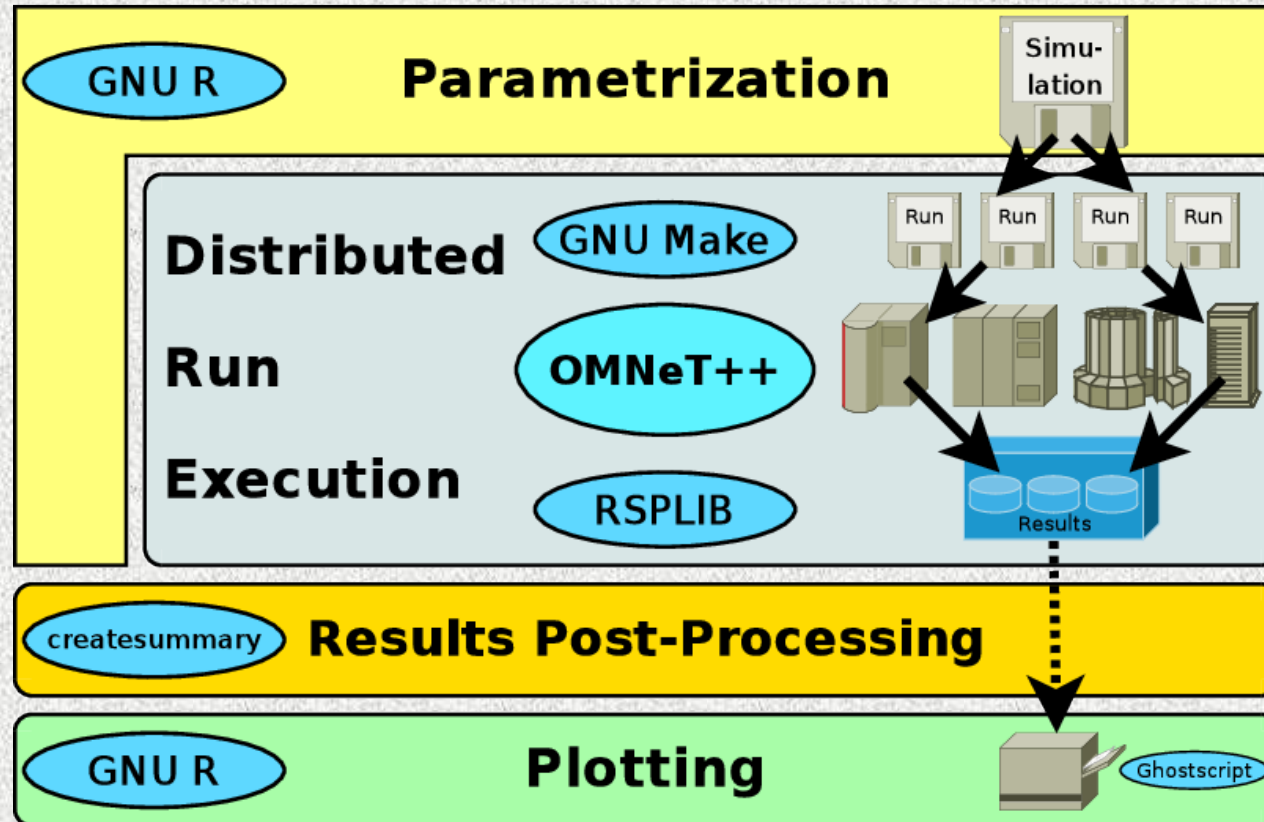 GNU R
Parametrization
Simu-
lation
Distributed
GNU Make
Run Run Run Run
Run
OMNeT++
Execution
RSPLIB
Results
createsummary
Results Post-Processing
GNU R
Plotting
Ghostscript